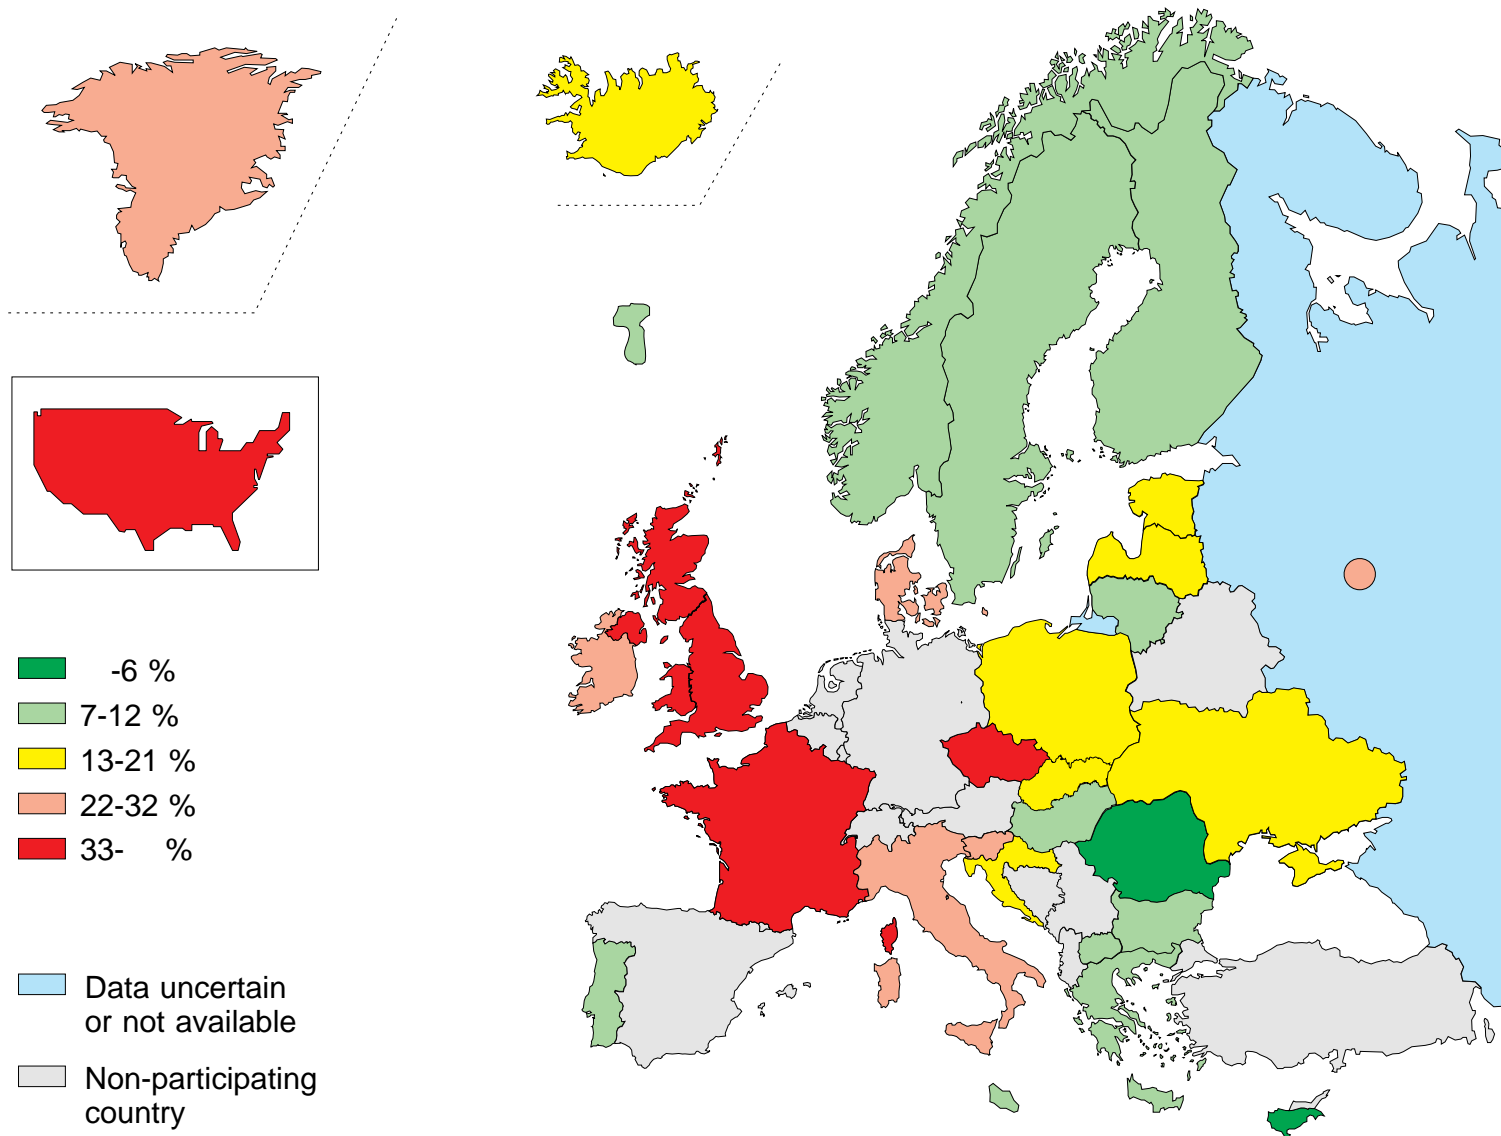 -6 %
7-12 %
13-21 %
22-32 %
33- %
Data uncertain
or not available
Non-participating
country